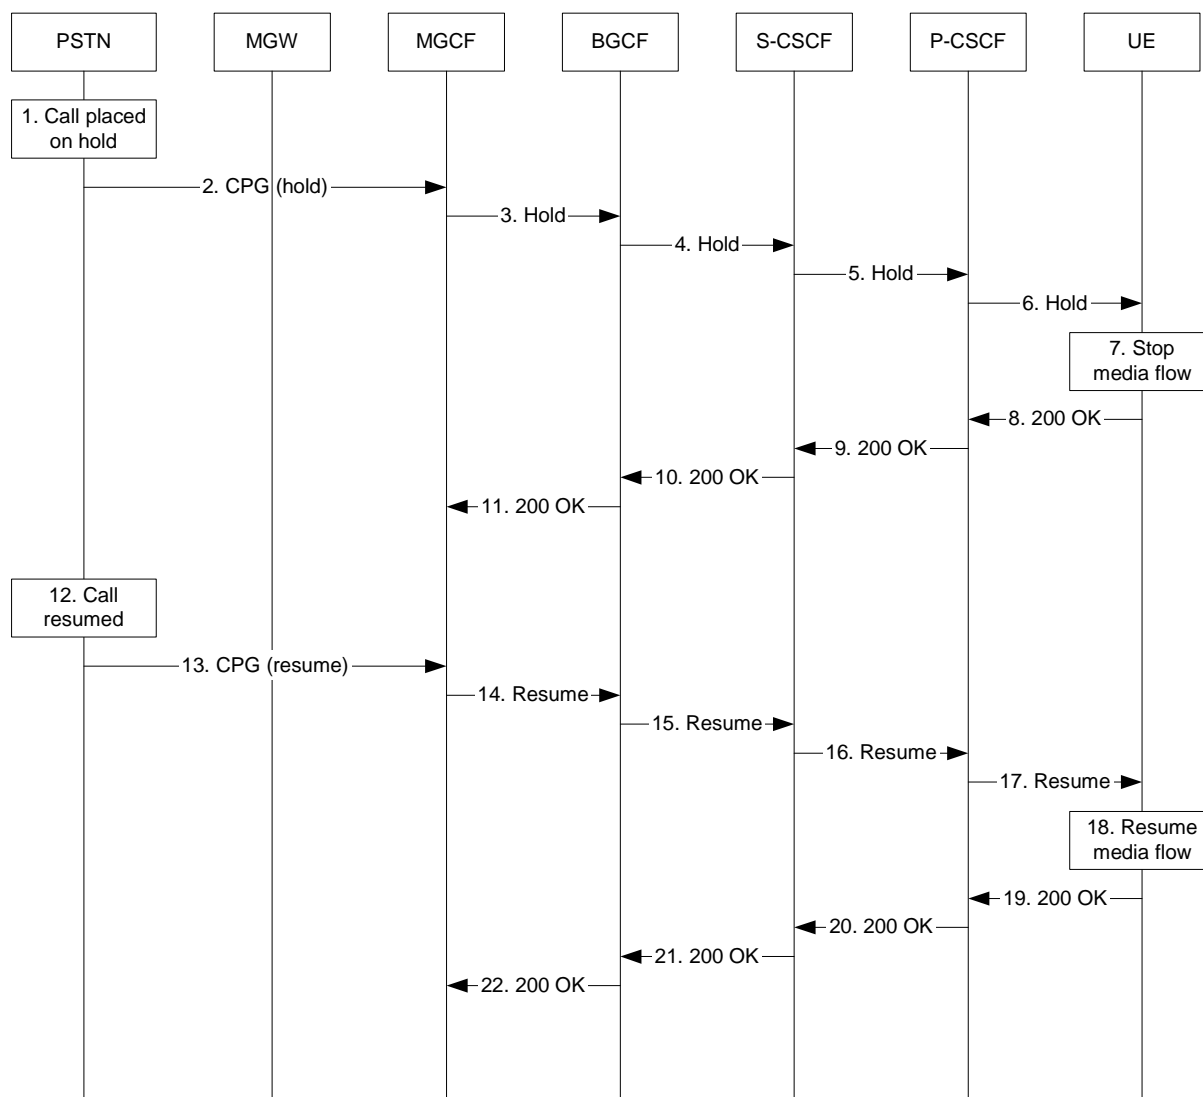 PSTN
MGW
MGCF
BGCF
S-CSCF
P-CSCF
UE
1. Call placed
on hold
2. CPG (hold)
3. Hold
4. Hold
5. Hold
6. Hold
7. Stop
media flow
8. 200 OK
9. 200 OK
10. 200 OK
11. 200 OK
12. Call
resumed
13. CPG (resume)
14. Resume
15. Resume
16. Resume
17. Resume
18. Resume
media flow
19. 200 OK
20. 200 OK
21. 200 OK
22. 200 OK